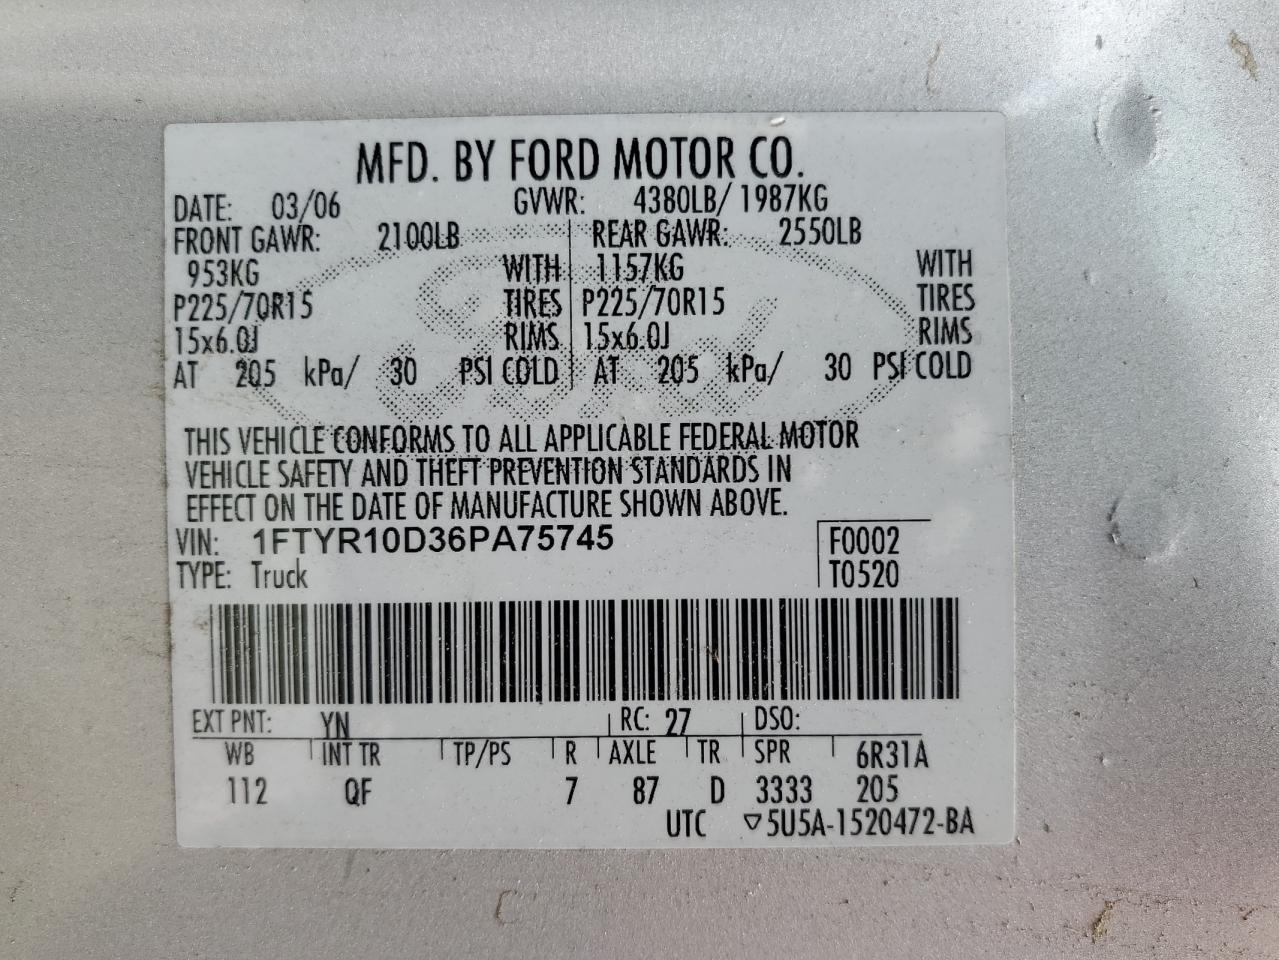 MFD. BY FORD MOTOR CO.
DATE: 03/06 GVWR: 4380LB/ 1987KG
FRONT GAWR: 2100LB REAR GAWR: 2550LB
953KG WITH 1157KG WITH
P225/70R15 TIRES P225/70R15 TIRES
15x6.0J RIMS 15x6.0J RIMS
AT 205 kPa/ 30 PSI COLD AT 205 kPa/ 30 PSI COLD
Ford
THIS VEHICLE CONFORMS TO ALL APPLICABLE FEDERAL MOTOR
VEHICLE SAFETY AND THEFT PREVENTION STANDARDS IN
EFFECT ON THE DATE OF MANUFACTURE SHOWN ABOVE.
VIN: 1FTYR10D36PA75745 F0002
TYPE: Truck T0520
EXT PNT: YN RC: 27 DSO:
WB INT TR TP/PS R AXLE TR SPR 6R31A
112 QF 7 87 D 3333 205
UTC ▽5U5A-1520472-BA